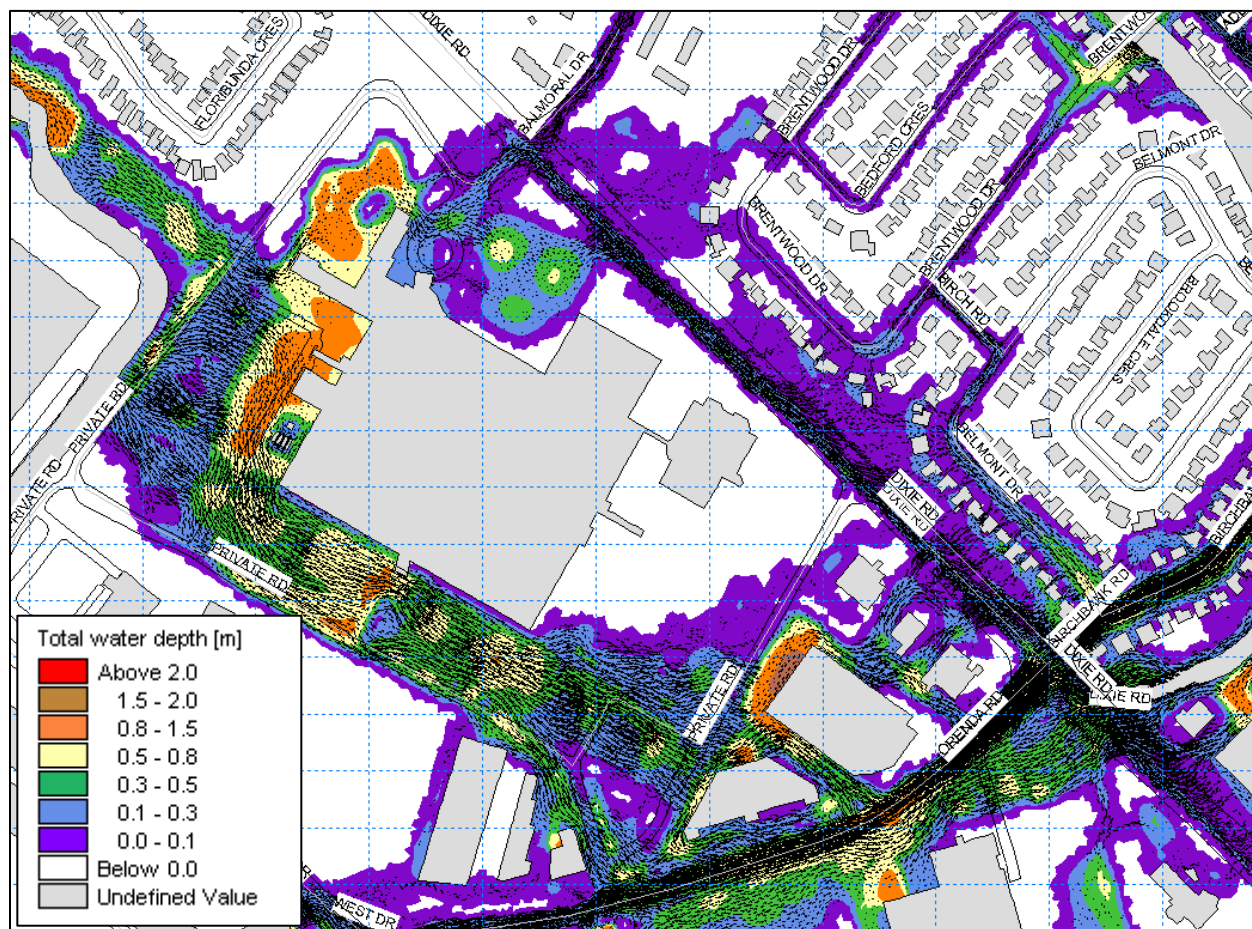 DIXIE RD
FLORIBUNDA CRES
BALMORAL DR
BRENTWOOD DR
BEDFORD CRES
BELMONT DR
BRENTWOOD DR
BRENTWOOD DR
BIRCH RD
BROOKDALE CRES
PRIVATE RD
PRIVATE RD
BELMONT DR
DIXIE RD
DIXIE RD
PRIVATE RD
BIRCHBANK RD
DIXIE RD
PRIVATE RD
ORENDA RD
WEST DR
Total water depth [m]
Above 2.0
1.5 - 2.0
0.8 - 1.5
0.5 - 0.8
0.3 - 0.5
0.1 - 0.3
0.0 - 0.1
Below 0.0
Undefined Value